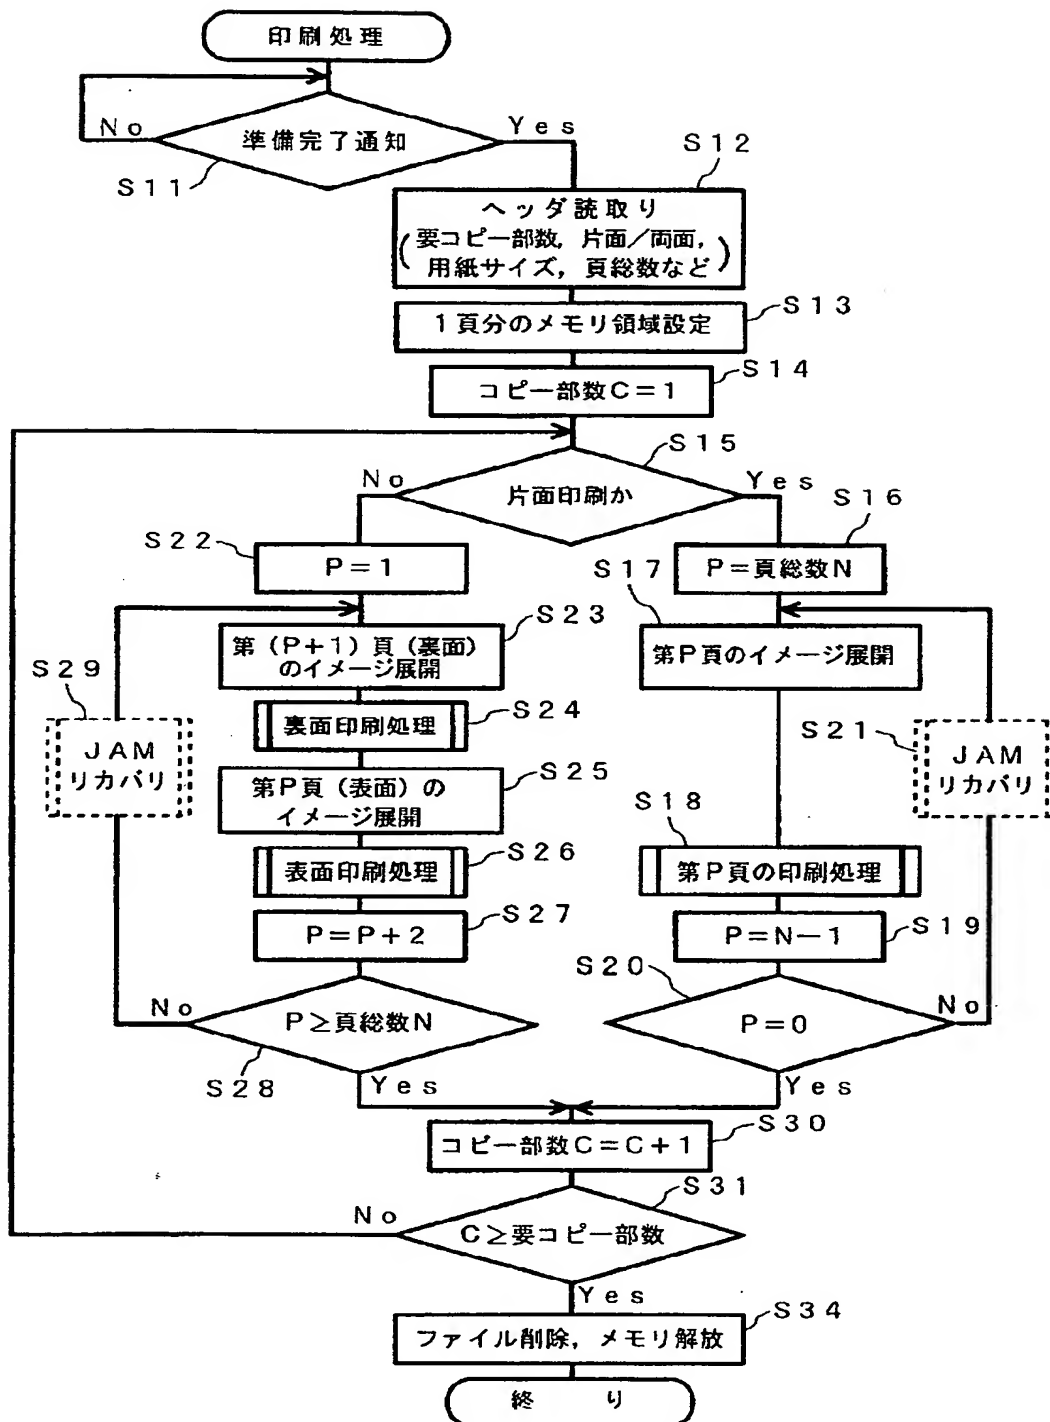 印刷処理
No
準備完了通知
Yes
S11
S12
ヘッダ読取り
(要コピー部数, 片面／両面,
用紙サイズ, 頁総数など)
S13
1頁分のメモリ領域設定
S14
コピー部数C=1
S15
No
片面印刷か
Yes
S16
S22
P=1
P=頁総数N
S17
S23
第(P+1)頁(裏面)
のイメージ展開
第P頁のイメージ展開
S29
JAM
リカバリ
S24
裏面印刷処理
S21
JAM
リカバリ
S25
第P頁(表面)の
イメージ展開
S18
S26
表面印刷処理
第P頁の印刷処理
S27
P=P+2
P=N-1
S19
S20
No
P≥頁総数N
P=0
No
S28
Yes
Yes
S30
コピー部数C=C+1
S31
No
C≥要コピー部数
Yes
S34
ファイル削除, メモリ解放
終り